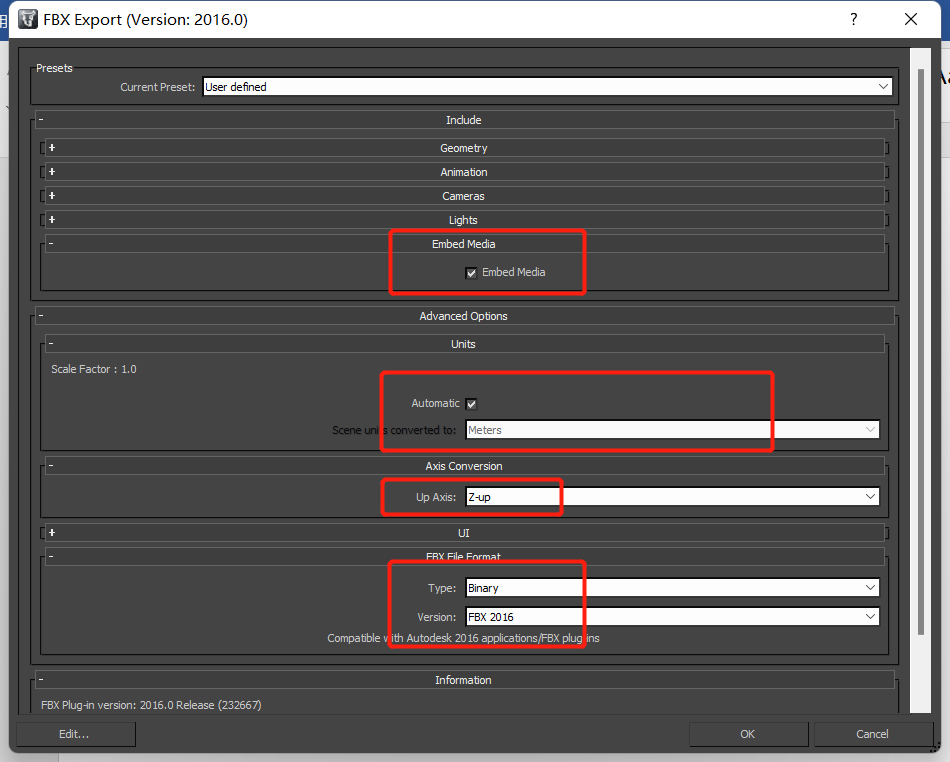 FBX Export (Version: 2016.0)
?
Presets
Current Preset: User defined
- Include
+ Geometry
+ Animation
+ Cameras
+ Lights
- Embed Media
Embed Media
- Advanced Options
- Units
Scale Factor : 1.0
Automatic
Scene units converted to: Meters
- Axis Conversion
Up Axis: Z-up
+ UI
- FBX File Format
Type: Binary
Version: FBX 2016
Compatible with Autodesk 2016 applications/FBX plug-ins
- Information
FBX Plug-in version: 2016.0 Release (232667)
Edit...
OK
Cancel